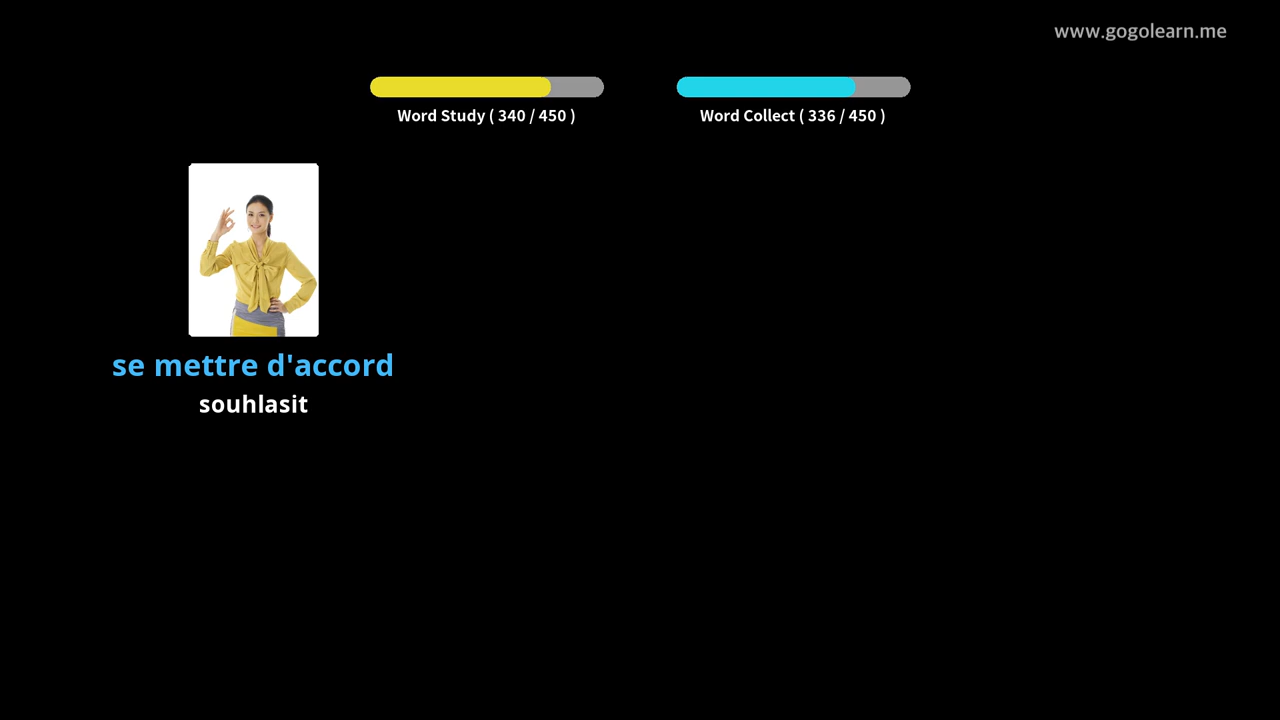 www.gogolearn.me
Word Study ( 340 / 450 )
Word Collect ( 336 / 450 )
se mettre d'accord
souhlasit